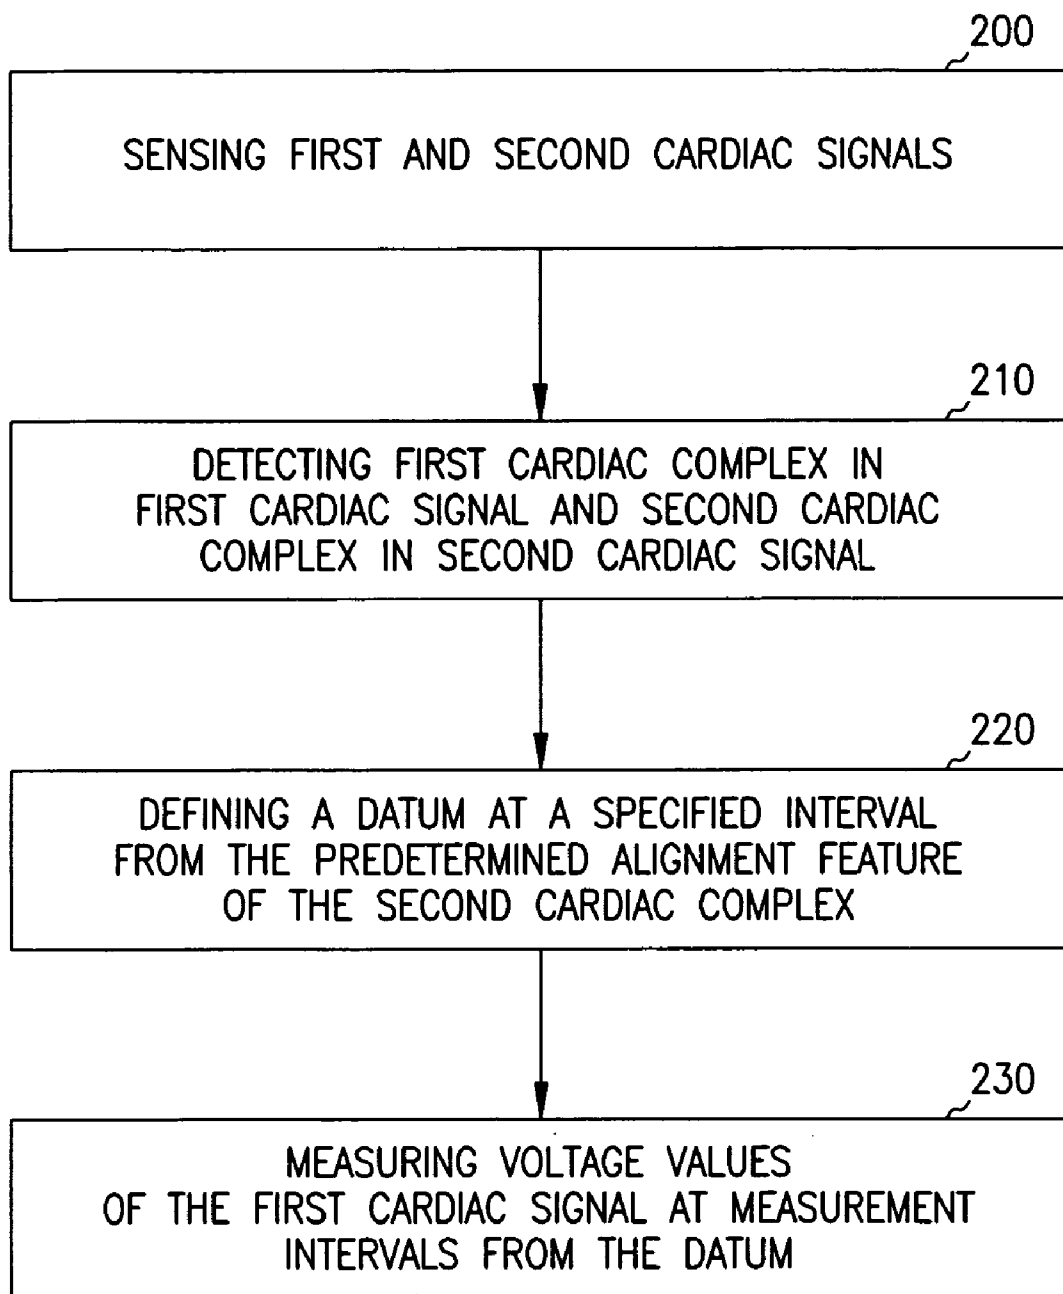 200
SENSING FIRST AND SECOND CARDIAC SIGNALS
210
DETECTING FIRST CARDIAC COMPLEX IN
FIRST CARDIAC SIGNAL AND SECOND CARDIAC
COMPLEX IN SECOND CARDIAC SIGNAL
220
DEFINING A DATUM AT A SPECIFIED INTERVAL
FROM THE PREDETERMINED ALIGNMENT FEATURE
OF THE SECOND CARDIAC COMPLEX
230
MEASURING VOLTAGE VALUES
OF THE FIRST CARDIAC SIGNAL AT MEASUREMENT
INTERVALS FROM THE DATUM